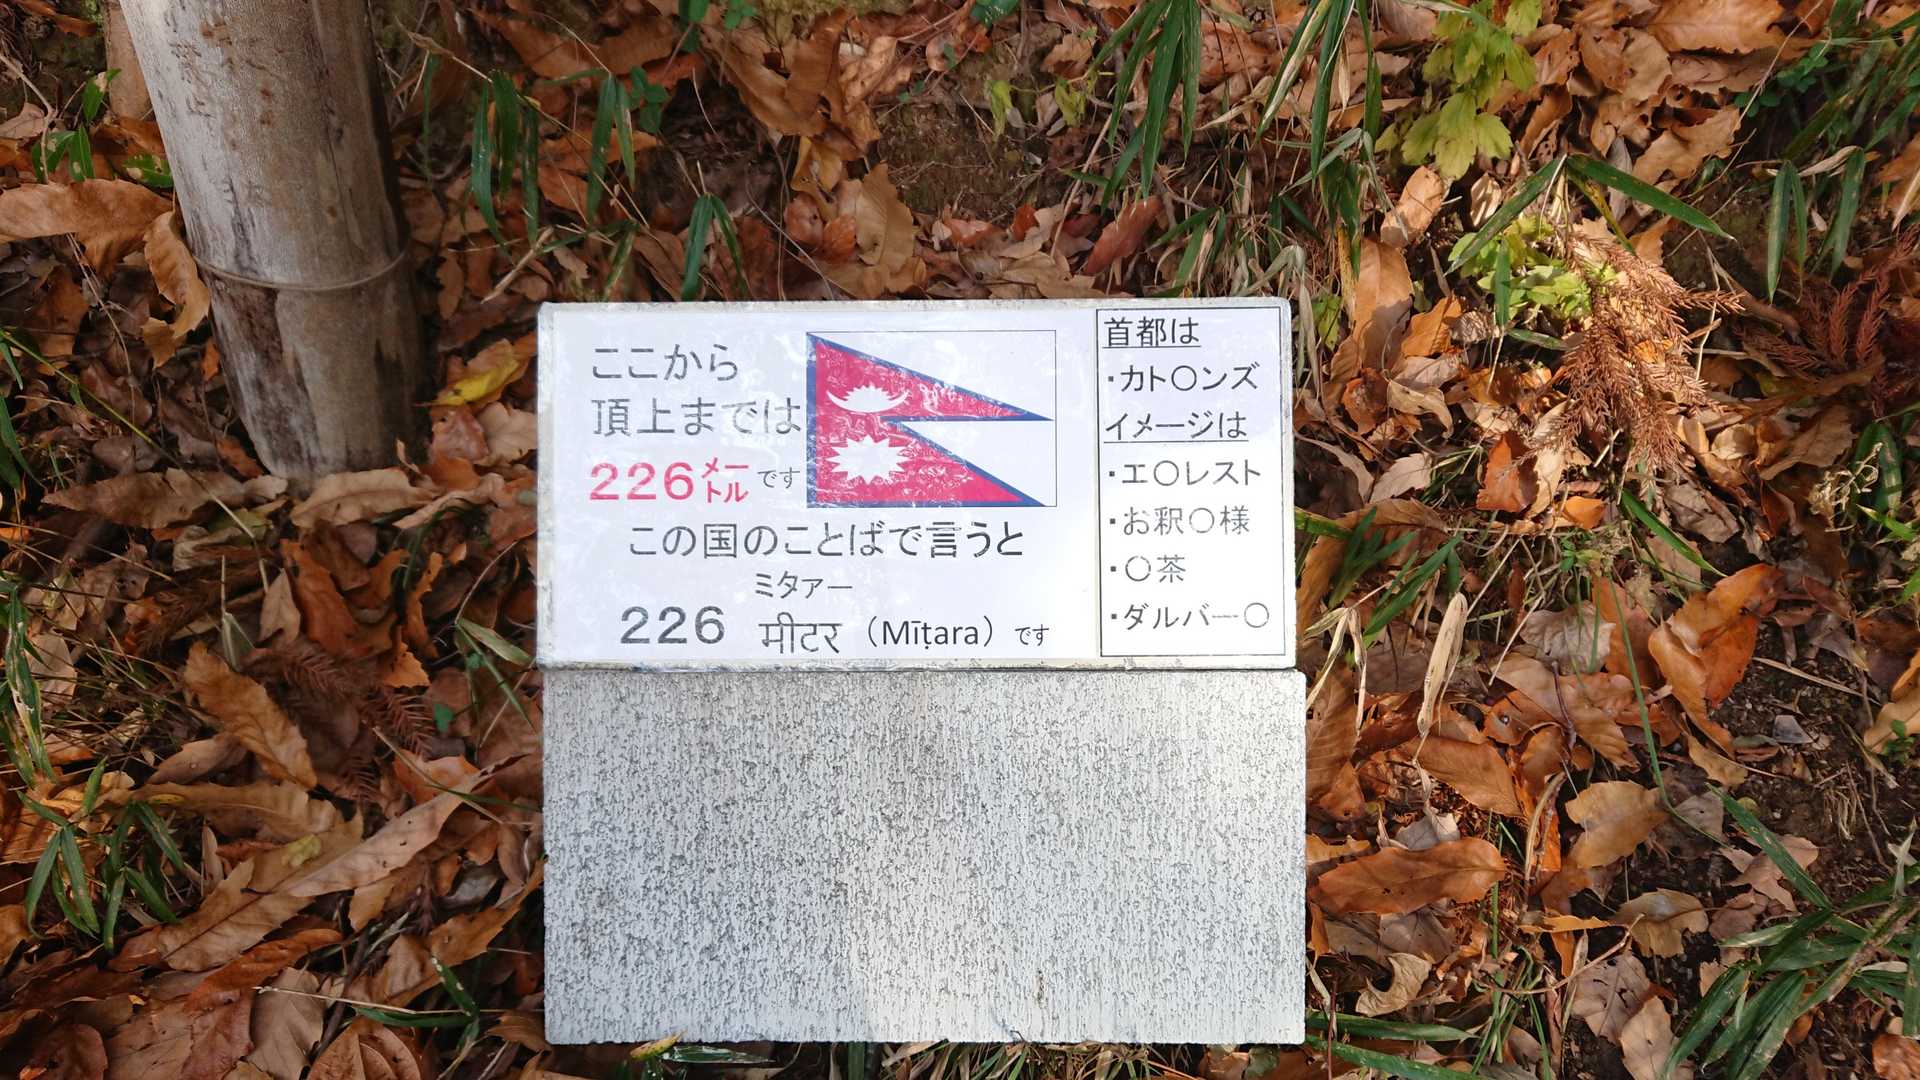 ここから
頂上までは
226メートルです
この国のことばで言うと
ミタァー
226 मीटर (Mīṭara) です
首都は
・カト〇ンズ
イメージは
・エ〇レスト
・お釈〇様
・〇茶
・ダルバー〇